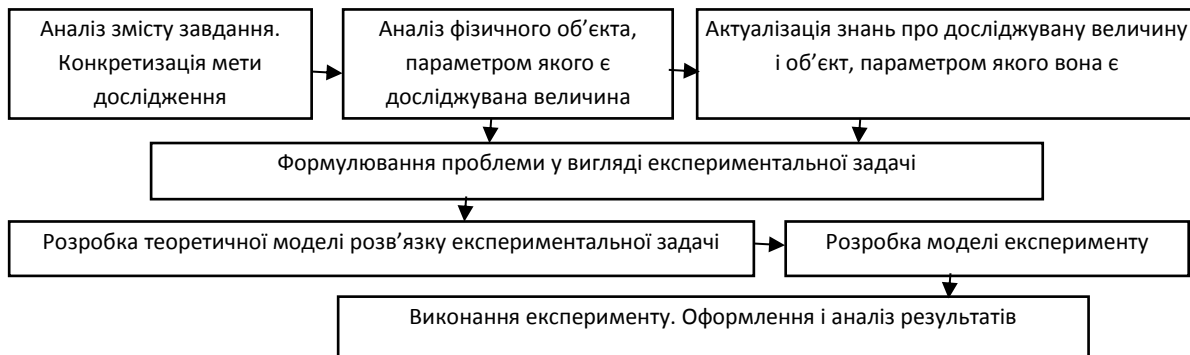 Аналіз змісту завдання.
Конкретизація мети
дослідження
Аналіз фізичного об’єкта,
параметром якого є
досліджувана величина
Актуалізація знань про досліджувану величину
і об’єкт, параметром якого вона є
Формулювання проблеми у вигляді експериментальної задачі
Розробка теоретичної моделі розв’язку експериментальної задачі
Розробка моделі експерименту
Виконання експерименту. Оформлення і аналіз результатів